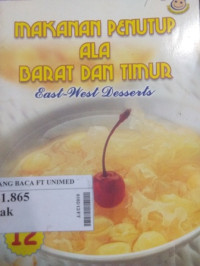 MAKANAN PENUTUP
ALA
BARAT DAN TIMUR
East-West Desserts
ANG BACA FT UNIMED
1.865
ak
12